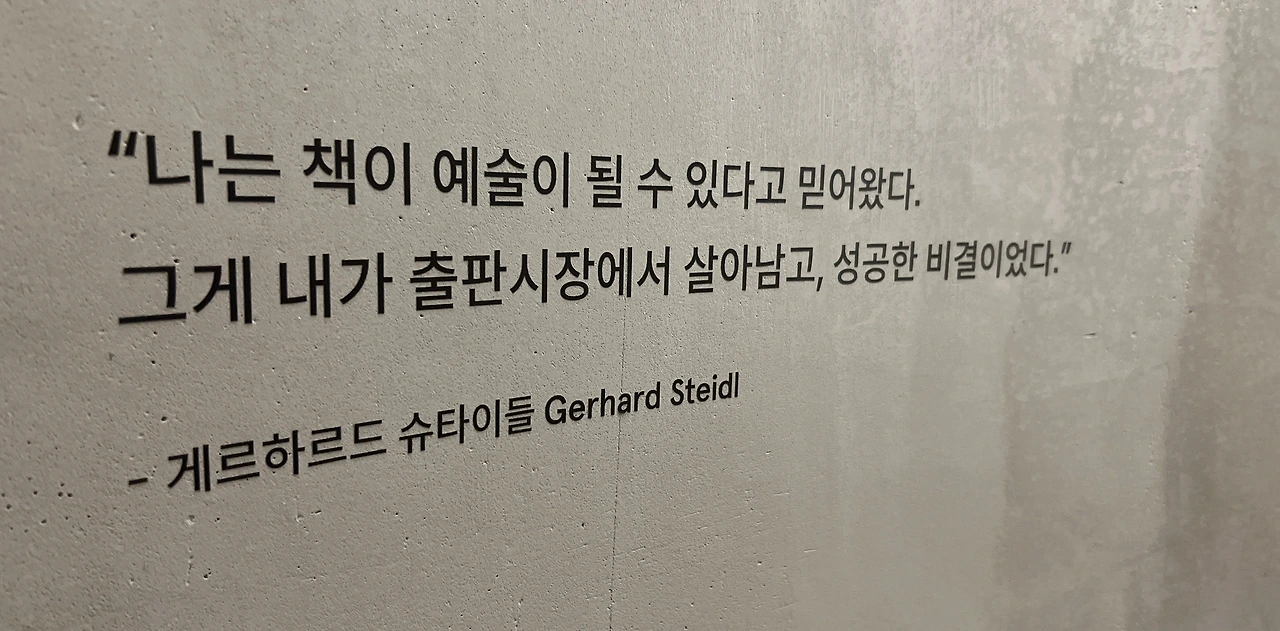 “나는 책이 예술이 될 수 있다고 믿어왔다.
그게 내가 출판시장에서 살아남고, 성공한 비결이었다.”
- 게르하르드 슈타이들 Gerhard Steidl